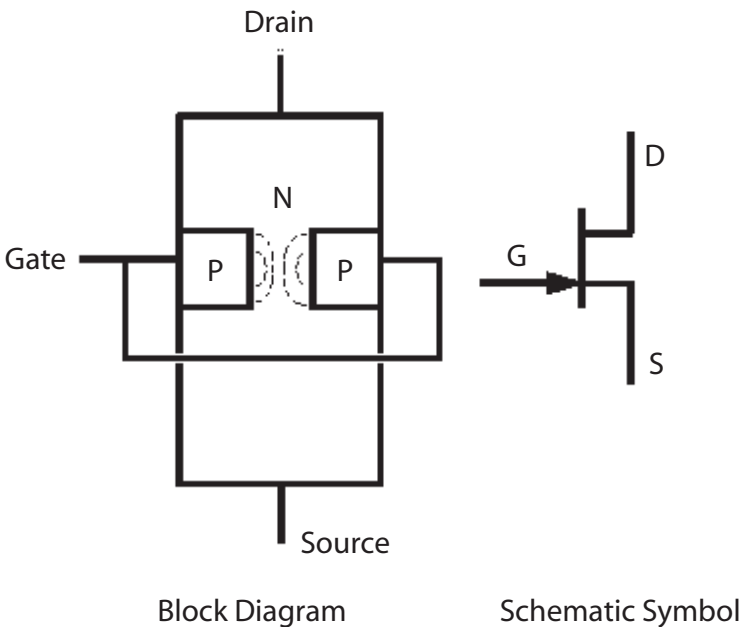 Drain
N
D
Gate
P
P
G
S
Source
Block Diagram
Schematic Symbol